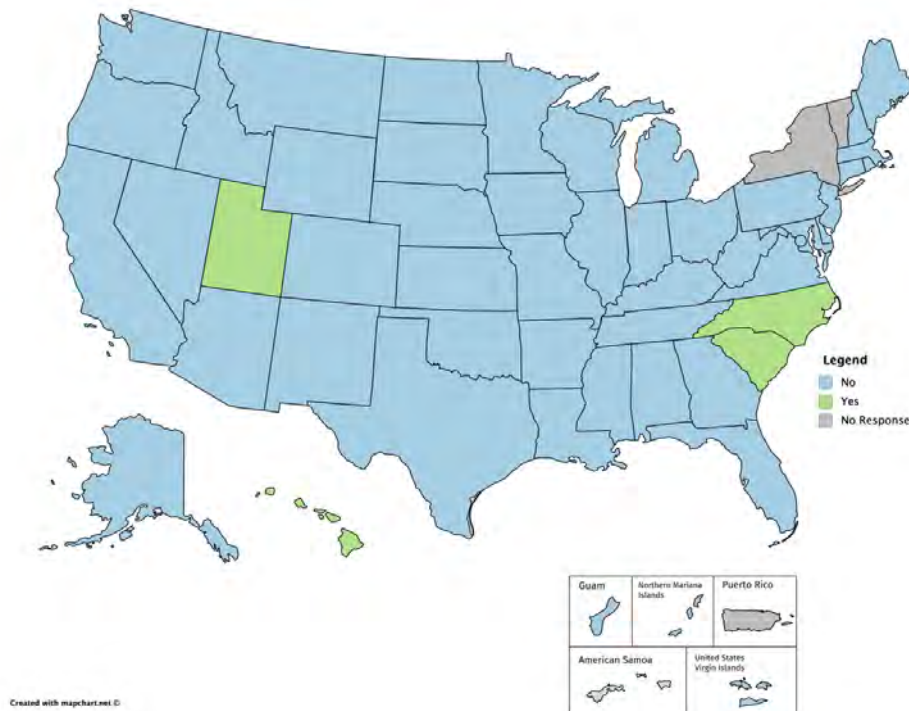 Legend
No
Yes
No Response
Guam
Northern Mariana
Islands
Puerto Rico
American Samoa
United States
Virgin Islands
Created with mapchart.net ©